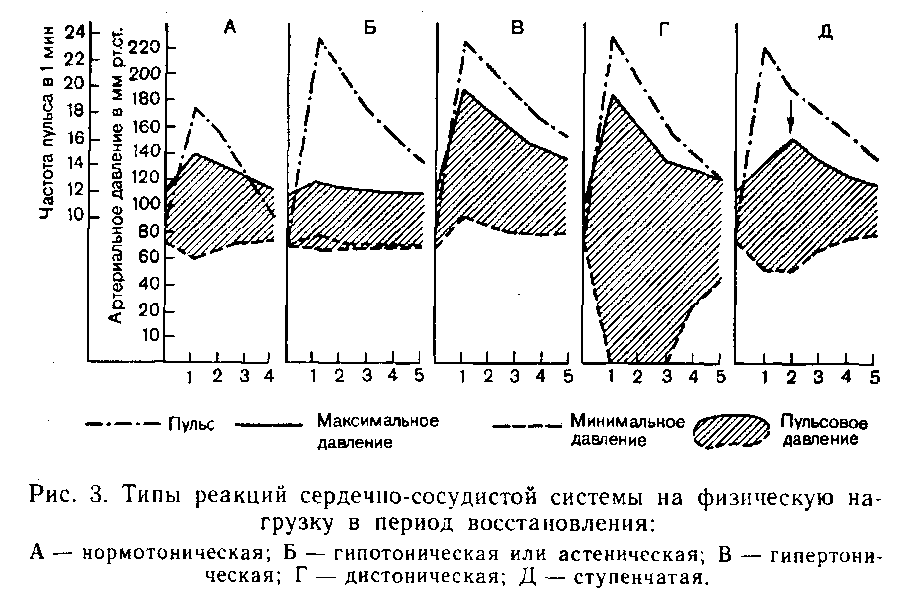 А
Б
В
Г
Д
Частота пульса в 1 мин
24
22
20
18
16
14
12
10
Артериальное давление в мм рт.ст.
220
200
180
160
140
120
100
80
60
40
20
10
1 2 3 4
1 2 3 4 5
1 2 3 4 5
1 2 3 4 5
1 2 3 4 5
Пульс
Максимальное
давление
Минимальное
давление
Пульсовое
давление
Рис. 3. Типы реакций сердечно-сосудистой системы на физическую на-
грузку в период восстановления:
А — нормотоническая; Б — гипотоническая или астеническая; В — гипертони-
ческая; Г — дистоническая; Д — ступенчатая.